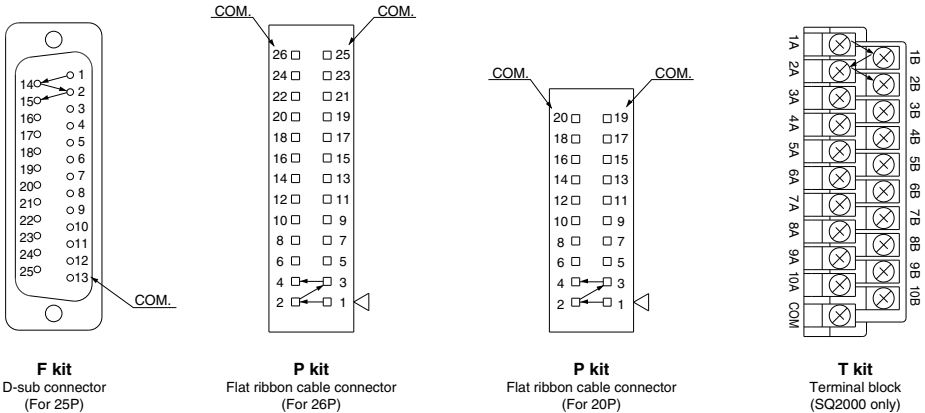 COM.
COM.
26 25
24 23
22 21
20 19
18 17
16 15
14 13
12 11
10 9
8 7
6 5
4 3
2 1
COM.
COM.
20 19
18 17
16 15
14 13
12 11
10 9
8 7
6 5
4 3
2 1
1
14
2
15
3
16
4
17
5
18
6
19
7
20
8
21
9
22
10
23
11
24
12
25
13
COM.
1A
1B
2A
2B
3A
3B
4A
4B
5A
5B
6A
6B
7A
7B
8A
8B
9A
9B
10A
10B
COM
F kit
D-sub connector
(For 25P)
P kit
Flat ribbon cable connector
(For 26P)
P kit
Flat ribbon cable connector
(For 20P)
T kit
Terminal block
(SQ2000 only)